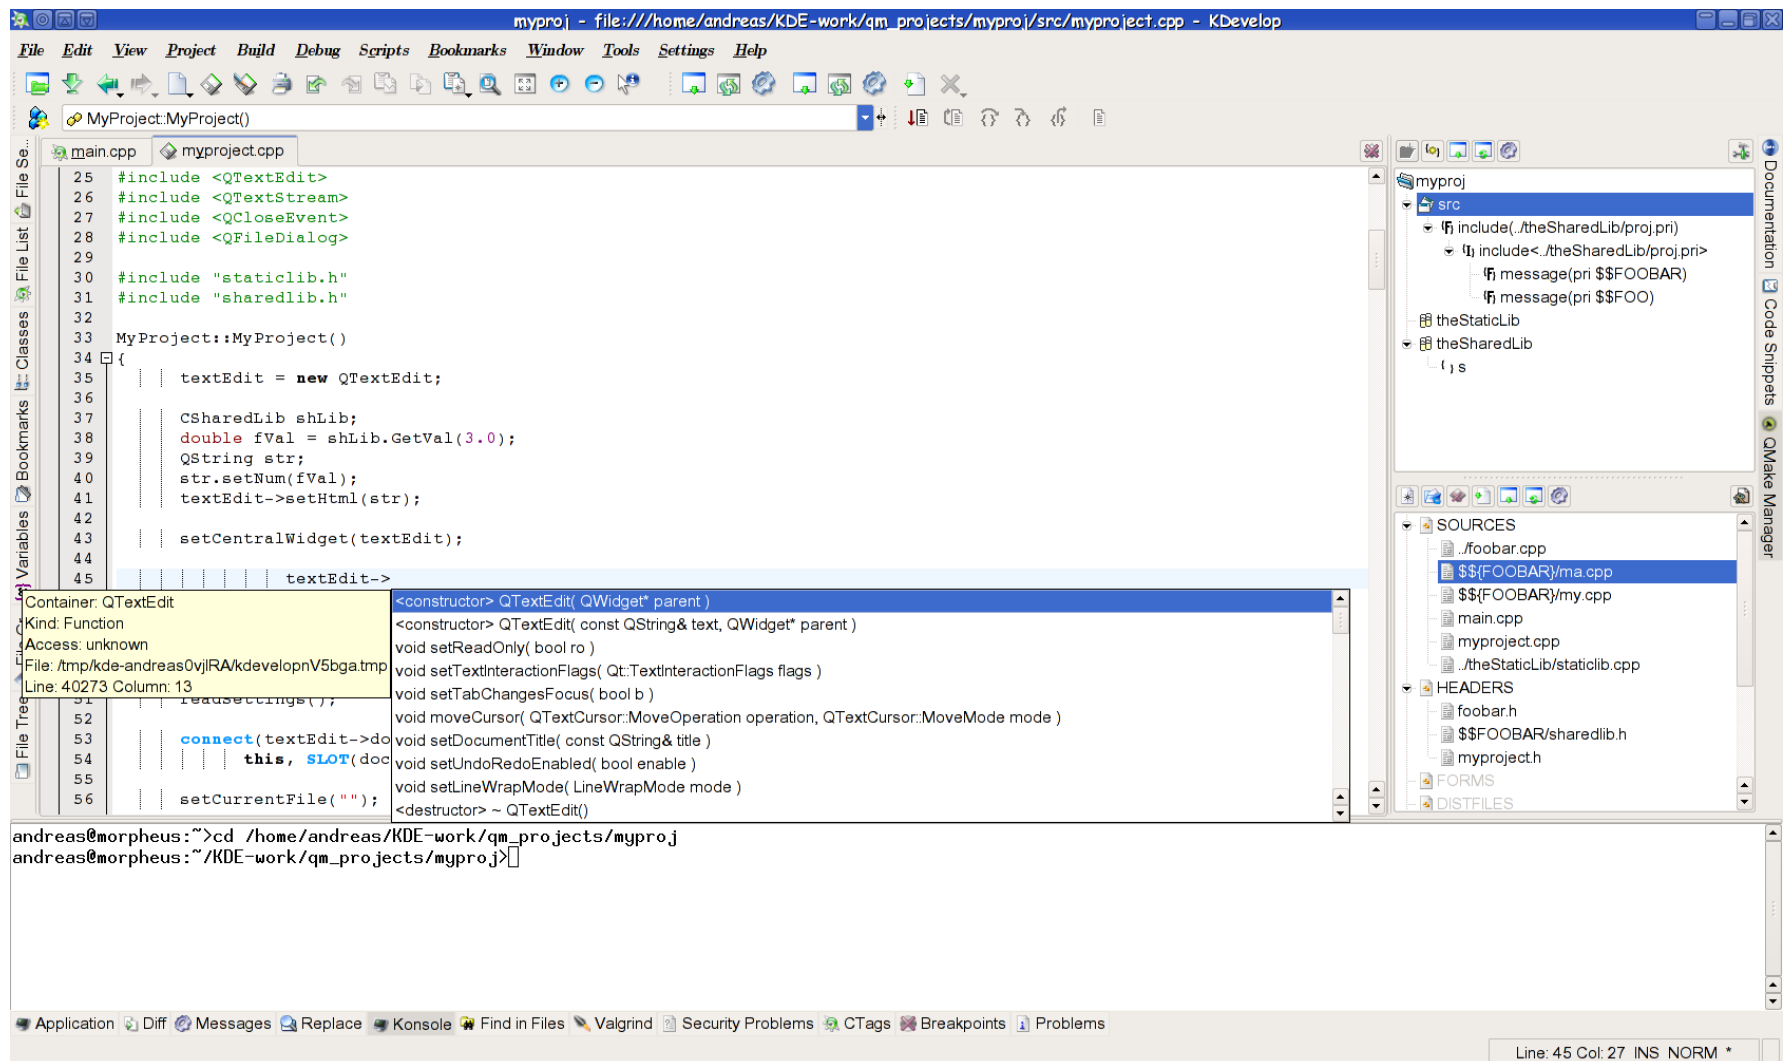 myproj - file:///home/andreas/KDE-work/qm_projects/myproj/src/myproject.cpp - KDevelop
File Edit View Project Build Debug Scripts Bookmarks Window Tools Settings Help
MyProject::MyProject()
main.cpp myproject.cpp
25 #include <QTextEdit>
26 #include <QTextStream>
27 #include <QCloseEvent>
28 #include <QFileDialog>
29
30 #include "staticlib.h"
31 #include "sharedlib.h"
32
33 MyProject::MyProject()
34 {
35 textEdit = new QTextEdit;
36
37 CSharedLib shLib;
38 double fVal = shLib.GetVal(3.0);
39 QString str;
40 str.setNum(fVal);
41 textEdit->setHtml(str);
42
43 setCentralWidget(textEdit);
44
45 textEdit->
Container: QTextEdit
Kind: Function
Access: unknown
File: /tmp/kde-andreas0vjlRA/kdevelopnV5bga.tmp
Line: 40273 Column: 13
<constructor> QTextEdit( QWidget* parent )
<constructor> QTextEdit( const QString& text, QWidget* parent )
void setReadOnly( bool ro )
void setTextInteractionFlags( Qt::TextInteractionFlags flags )
void setTabChangesFocus( bool b )
void moveCursor( QTextCursor::MoveOperation operation, QTextCursor::MoveMode mode )
void setDocumentTitle( const QString& title )
void setUndoRedoEnabled( bool enable )
void setLineWrapMode( LineWrapMode mode )
<destructor> ~ QTextEdit()
51 readSettings();
52
53 connect(textEdit->do
54 this, SLOT(doc
55
56 setCurrentFile("");
File Se...
File List
Classes
Bookmarks
Variables
File Tree
myproj
src
include(../theSharedLib/proj.pri)
include<../theSharedLib/proj.pri>
message(pri $$FOOBAR)
message(pri $$FOO)
theStaticLib
theSharedLib
s
SOURCES
../foobar.cpp
$${FOOBAR}/ma.cpp
$${FOOBAR}/my.cpp
main.cpp
myproject.cpp
../theStaticLib/staticlib.cpp
HEADERS
foobar.h
$$FOOBAR/sharedlib.h
myproject.h
FORMS
DISTFILES
Documentation
Code Snippets
QMake Manager
andreas@morpheus:~>cd /home/andreas/KDE-work/qm_projects/myproj
andreas@morpheus:~/KDE-work/qm_projects/myproj>
Application Diff Messages Replace Konsole Find in Files Valgrind Security Problems CTags Breakpoints Problems
Line: 45 Col: 27 INS NORM *